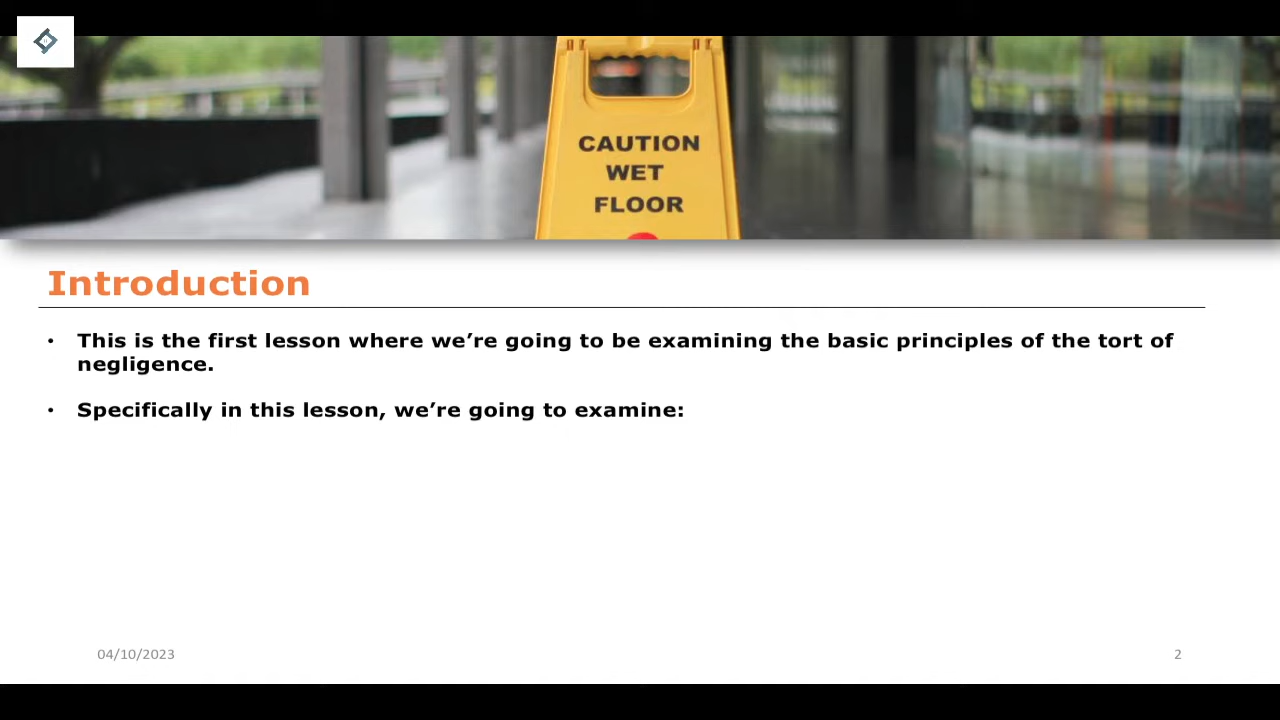 CAUTION
WET
FLOOR
Introduction
• This is the first lesson where we’re going to be examining the basic principles of the tort of
negligence.
• Specifically in this lesson, we’re going to examine:
04/10/2023
2